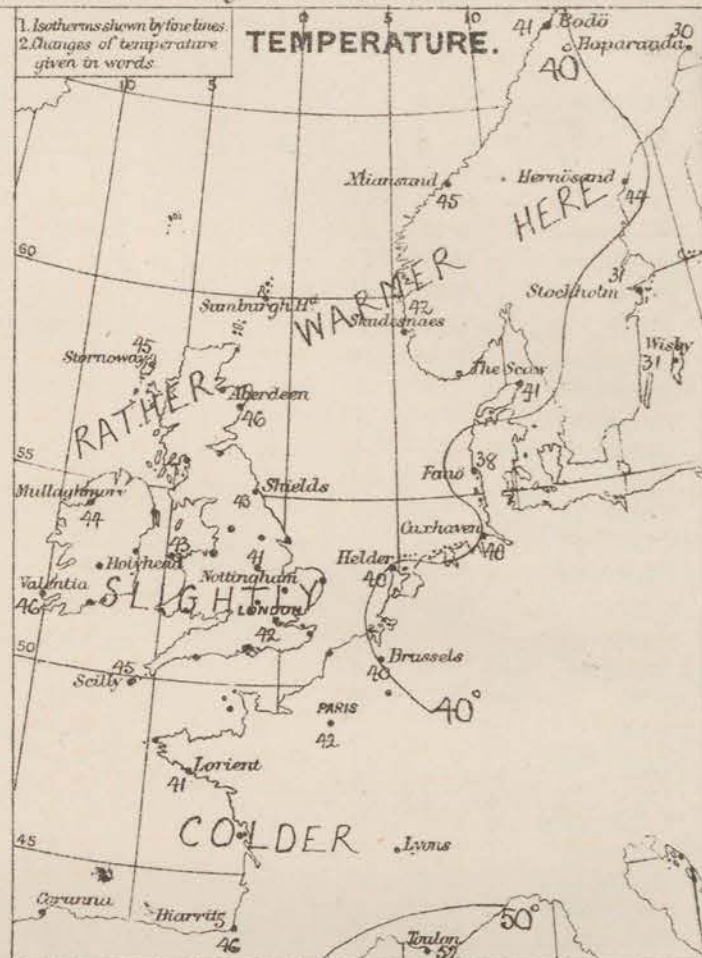 1. Isotherms shown by fine lines.
2. Changes of temperature
given in words
TEMPERATURE.
41 Bodö
40
Haparanda 30
10 5 0 5 10
Xtiansund
45
Hernösand
44
HERE
60
Sumburgh Hd
WARMER
42
Skudesnaes
31
Stockholm
Wisby
31
45
Stornoway
The Scaw
41
RATHER
Aberdeen
46
55
Mullaghmore
44
Shields
43
38
Fanö
Cuxhaven
40
Holyhead
43
41
Nottingham
Helder
40
Valentia
46
SLIGHTLY
LONDON
42
50
45
Scilly
Brussels
40
40°
PARIS
42
Lorient
41
COLDER
45
Lyons
Corunna
Biarritz
46
50°
Toulon
52